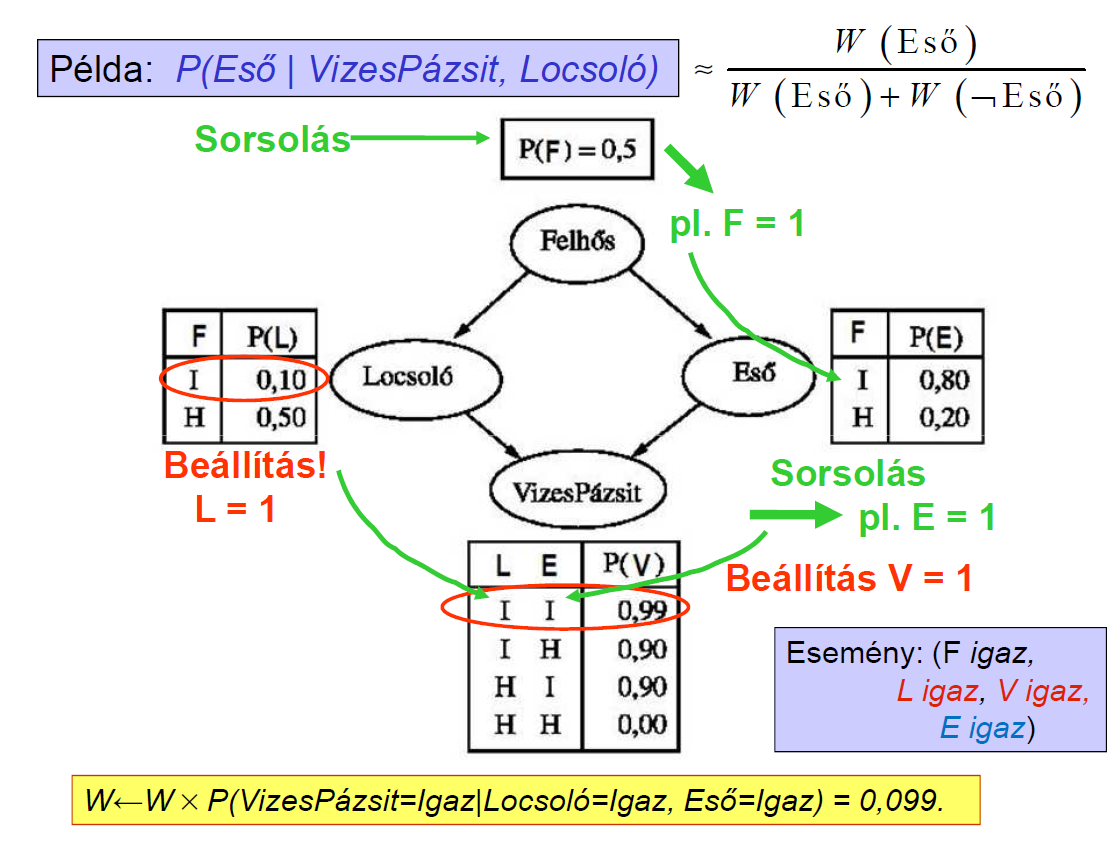 Példa: P(Eső | VizesPázsit, Locsoló) ≈ W (Eső) / W (Eső) + W (¬ Eső)
Sorsolás
P(F) = 0,5
pl. F = 1
Felhős
F P(L)
I 0,10
H 0,50
Locsoló
Eső
F P(E)
I 0,80
H 0,20
Beállítás!
L = 1
VizesPázsit
Sorsolás
pl. E = 1
L E P(V)
I I 0,99
I H 0,90
H I 0,90
H H 0,00
Beállítás V = 1
Esemény: (F igaz,
L igaz, V igaz,
E igaz)
W←W × P(VizesPázsit=Igaz|Locsoló=Igaz, Eső=Igaz) = 0,099.